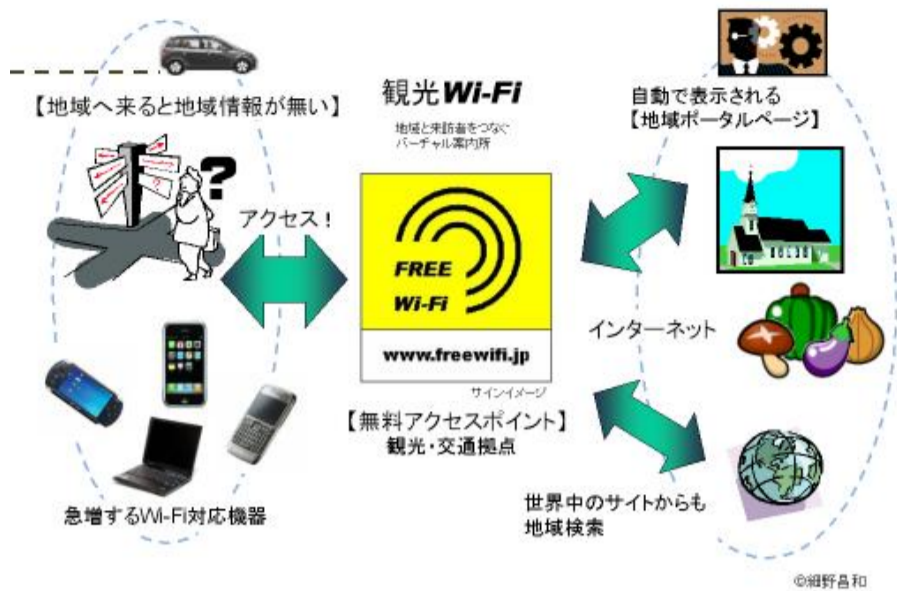 【地域へ来ると地域情報が無い】
?
アクセス！
急増するWi-Fi対応機器
観光Wi-Fi
地域と来訪者をつなぐ
バーチャル案内所
FREE
Wi-Fi
www.freewifi.jp
サインイメージ
【無料アクセスポイント】
観光・交通拠点
自動で表示される
【地域ポータルページ】
インターネット
世界中のサイトからも
地域検索
©細野昌和